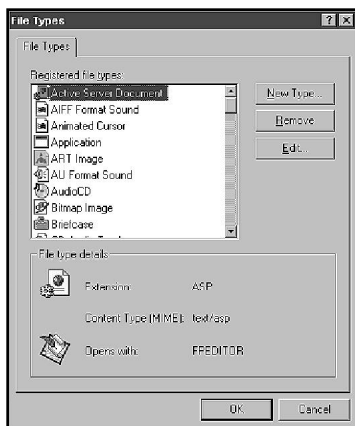 File Types
File Types
Registered file types:
Active Server Document
AIFF Format Sound
Animated Cursor
Application
ART Image
AU Format Sound
AudioCD
Bitmap Image
Briefcase
New Type...
Remove
Edit...
File type details
Extension: ASP
Content Type (MIME): text/asp
Opens with: FPEDITOR
OK
Cancel